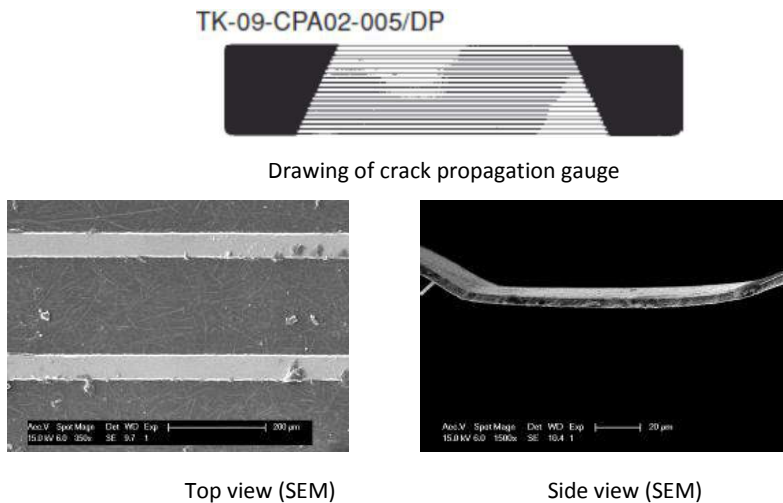 TK-09-CPA02-005/DP
Drawing of crack propagation gauge
Acc.V Spot Magn Det WD Exp 200 µm
15.0 kV 6.0 350x SE 9.7 1
Acc.V Spot Magn Det WD Exp 20 µm
15.0 kV 6.0 1500x SE 10.4 1
Top view (SEM)
Side view (SEM)